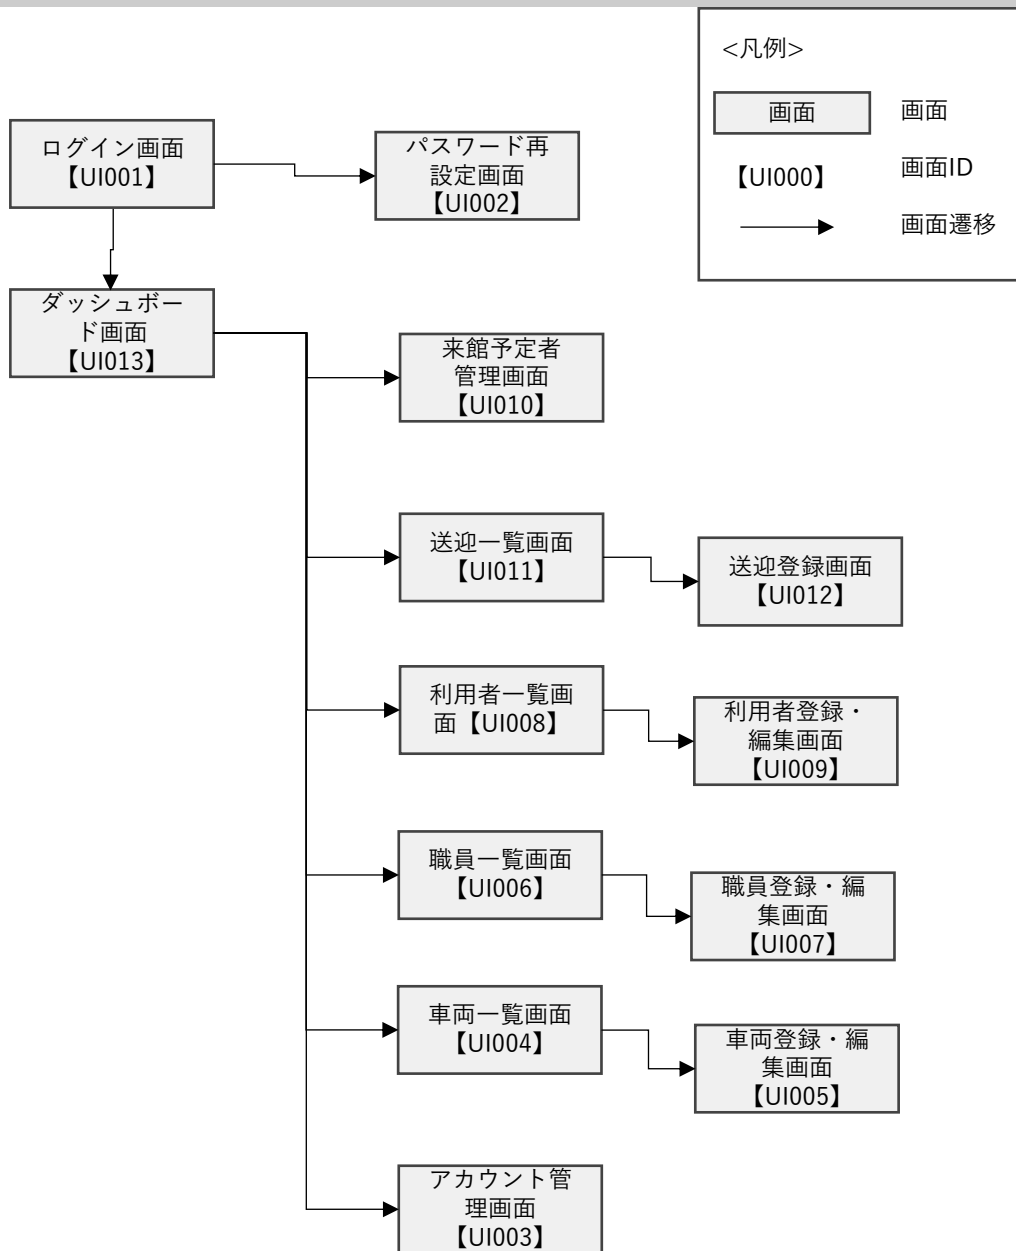 <凡例>
画面
画面
【UI000】
画面ID
画面遷移
ログイン画面
【UI001】
パスワード再
設定画面
【UI002】
ダッシュボー
ド画面
【UI013】
来館予定者
管理画面
【UI010】
送迎一覧画面
【UI011】
送迎登録画面
【UI012】
利用者一覧画
面【UI008】
利用者登録・
編集画面
【UI009】
職員一覧画面
【UI006】
職員登録・編
集画面
【UI007】
車両一覧画面
【UI004】
車両登録・編
集画面
【UI005】
アカウント管
理画面
【UI003】